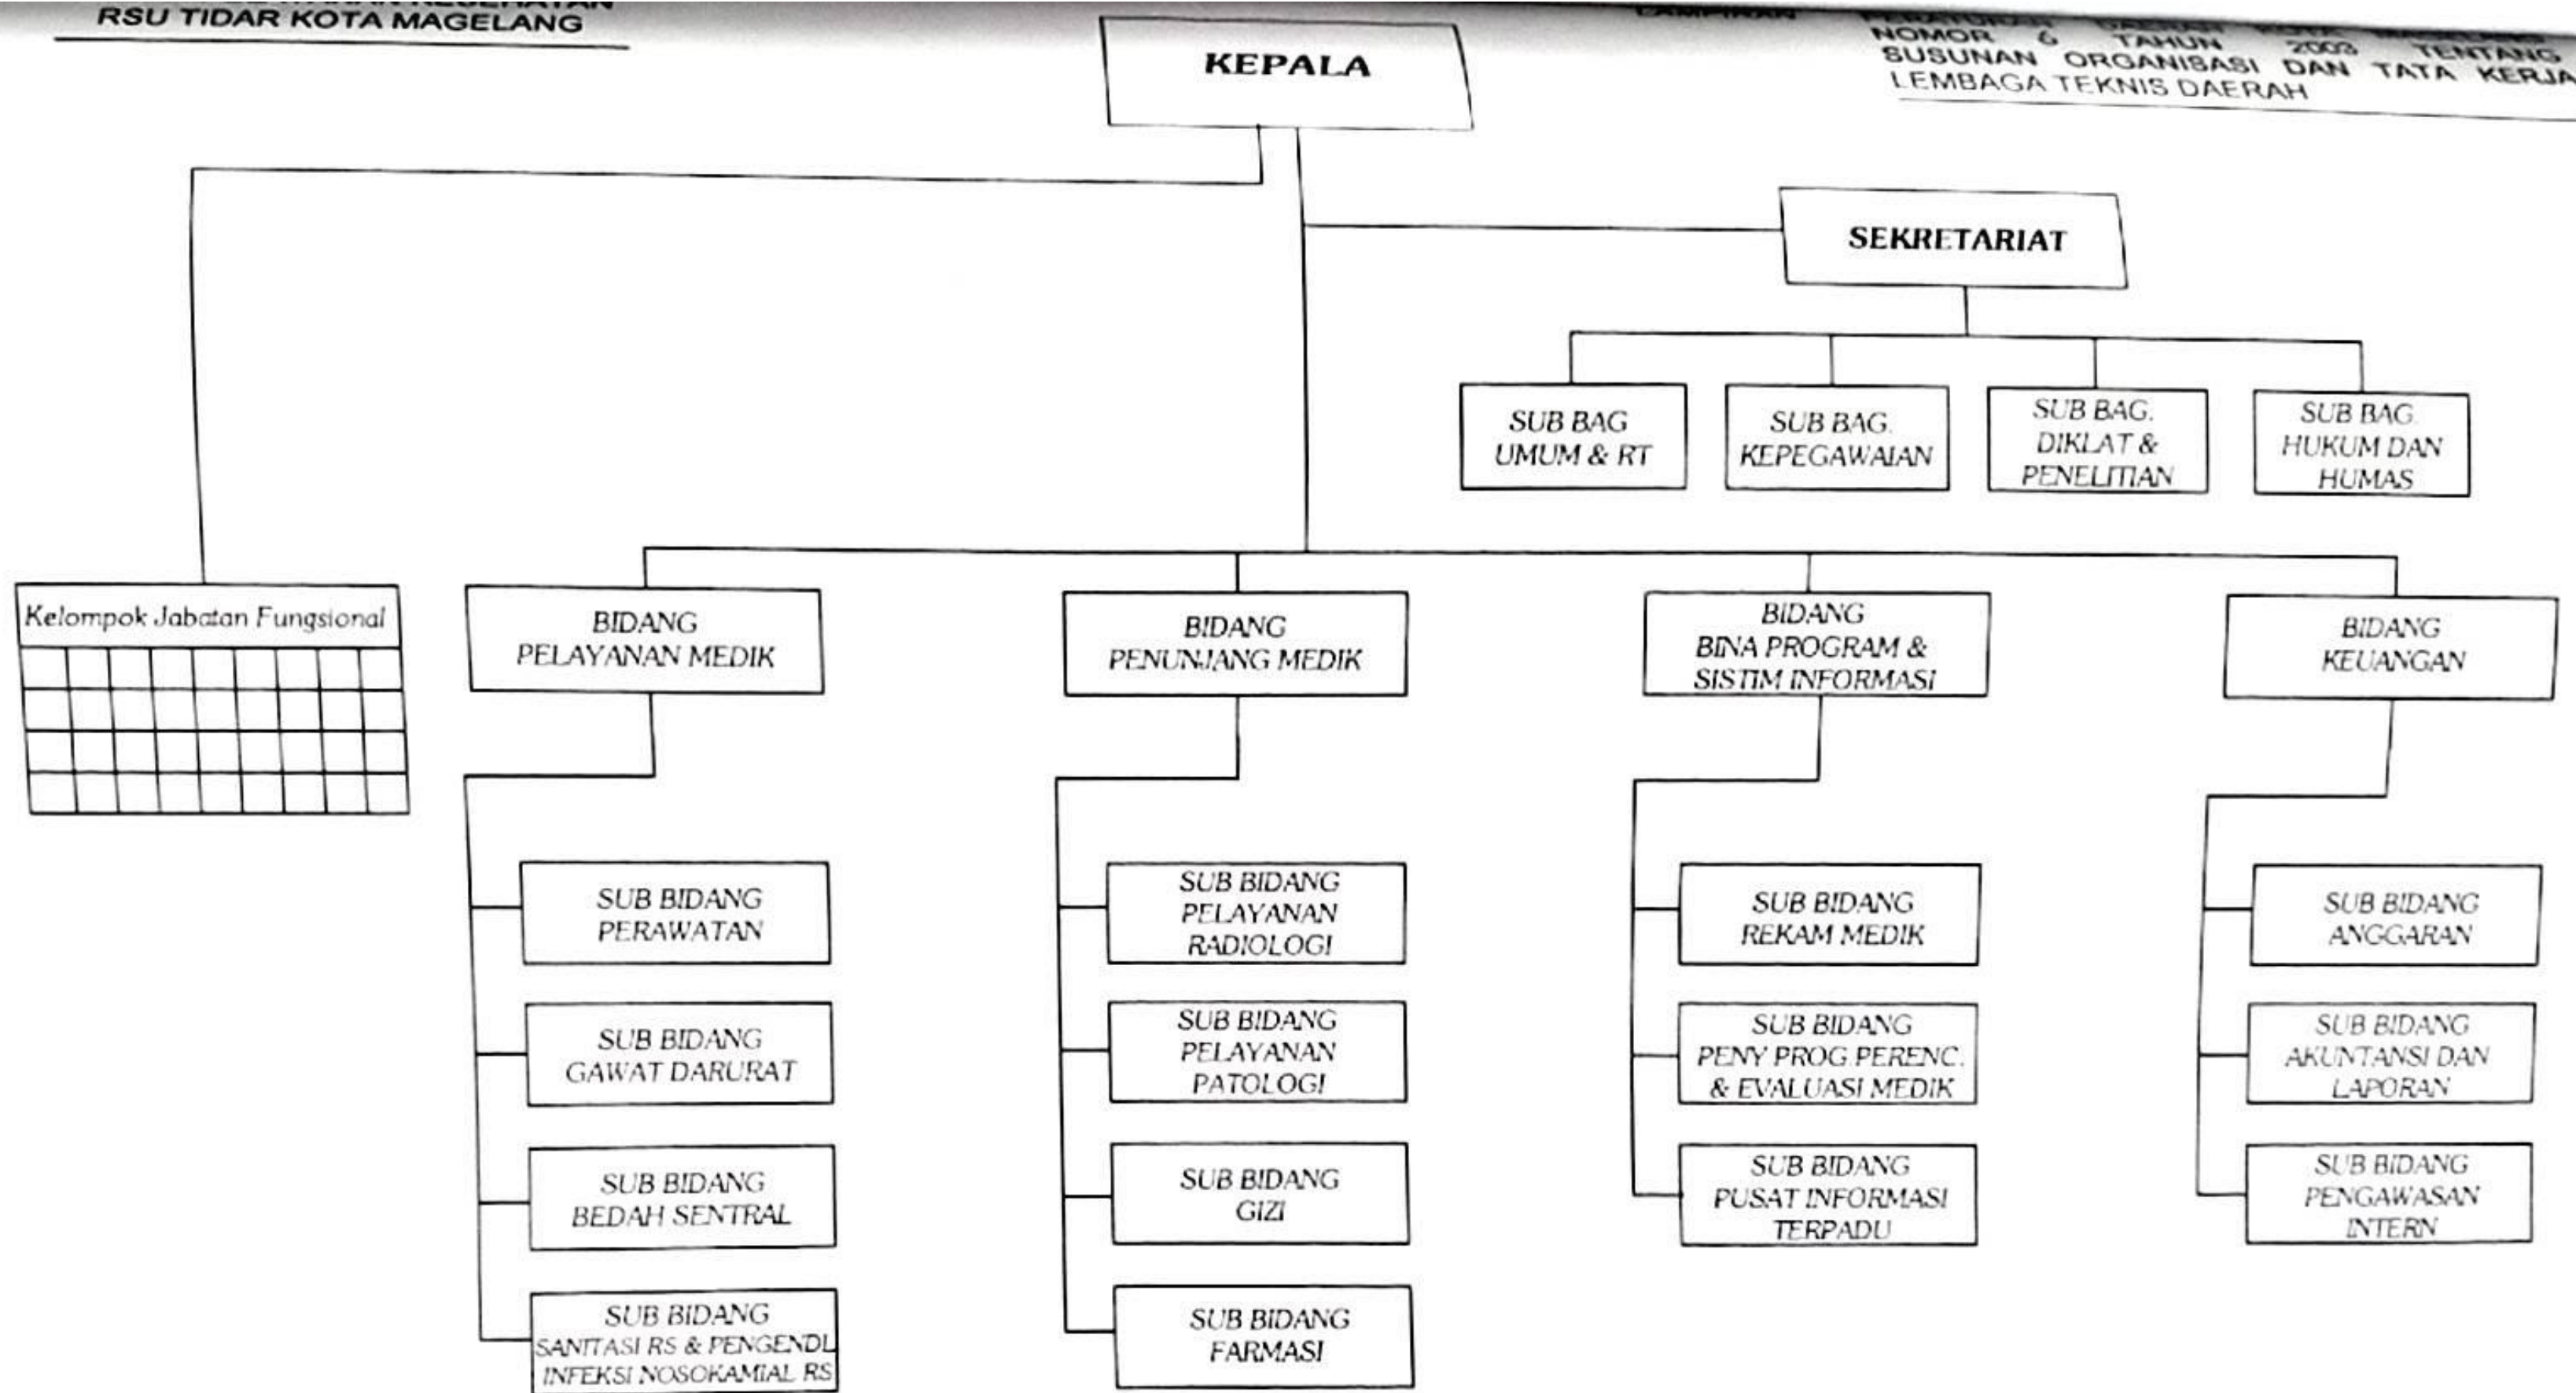 RSU TIDAR KOTA MAGELANG
LAMPIRAN PERATURAN DAERAH KOTA MAGELANG
NOMOR 6 TAHUN 2003 TENTANG
SUSUNAN ORGANISASI DAN TATA KERJA
LEMBAGA TEKNIS DAERAH
KEPALA
SEKRETARIAT
SUB BAG
UMUM & RT
SUB BAG.
KEPEGAWAIAN
SUB BAG.
DIKLAT &
PENELITIAN
SUB BAG.
HUKUM DAN
HUMAS
Kelompok Jabatan Fungsional
BIDANG
PELAYANAN MEDIK
BIDANG
PENUNJANG MEDIK
BIDANG
BINA PROGRAM &
SISTIM INFORMASI
BIDANG
KEUANGAN
SUB BIDANG
PERAWATAN
SUB BIDANG
GAWAT DARURAT
SUB BIDANG
BEDAH SENTRAL
SUB BIDANG
SANITASI RS & PENGENDL
INFEKSI NOSOKAMIAL RS
SUB BIDANG
PELAYANAN
RADIOLOGI
SUB BIDANG
PELAYANAN
PATOLOGI
SUB BIDANG
GIZI
SUB BIDANG
FARMASI
SUB BIDANG
REKAM MEDIK
SUB BIDANG
PENY PROG.PERENC.
& EVALUASI MEDIK
SUB BIDANG
PUSAT INFORMASI
TERPADU
SUB BIDANG
ANGGARAN
SUB BIDANG
AKUNTANSI DAN
LAPORAN
SUB BIDANG
PENGAWASAN
INTERN